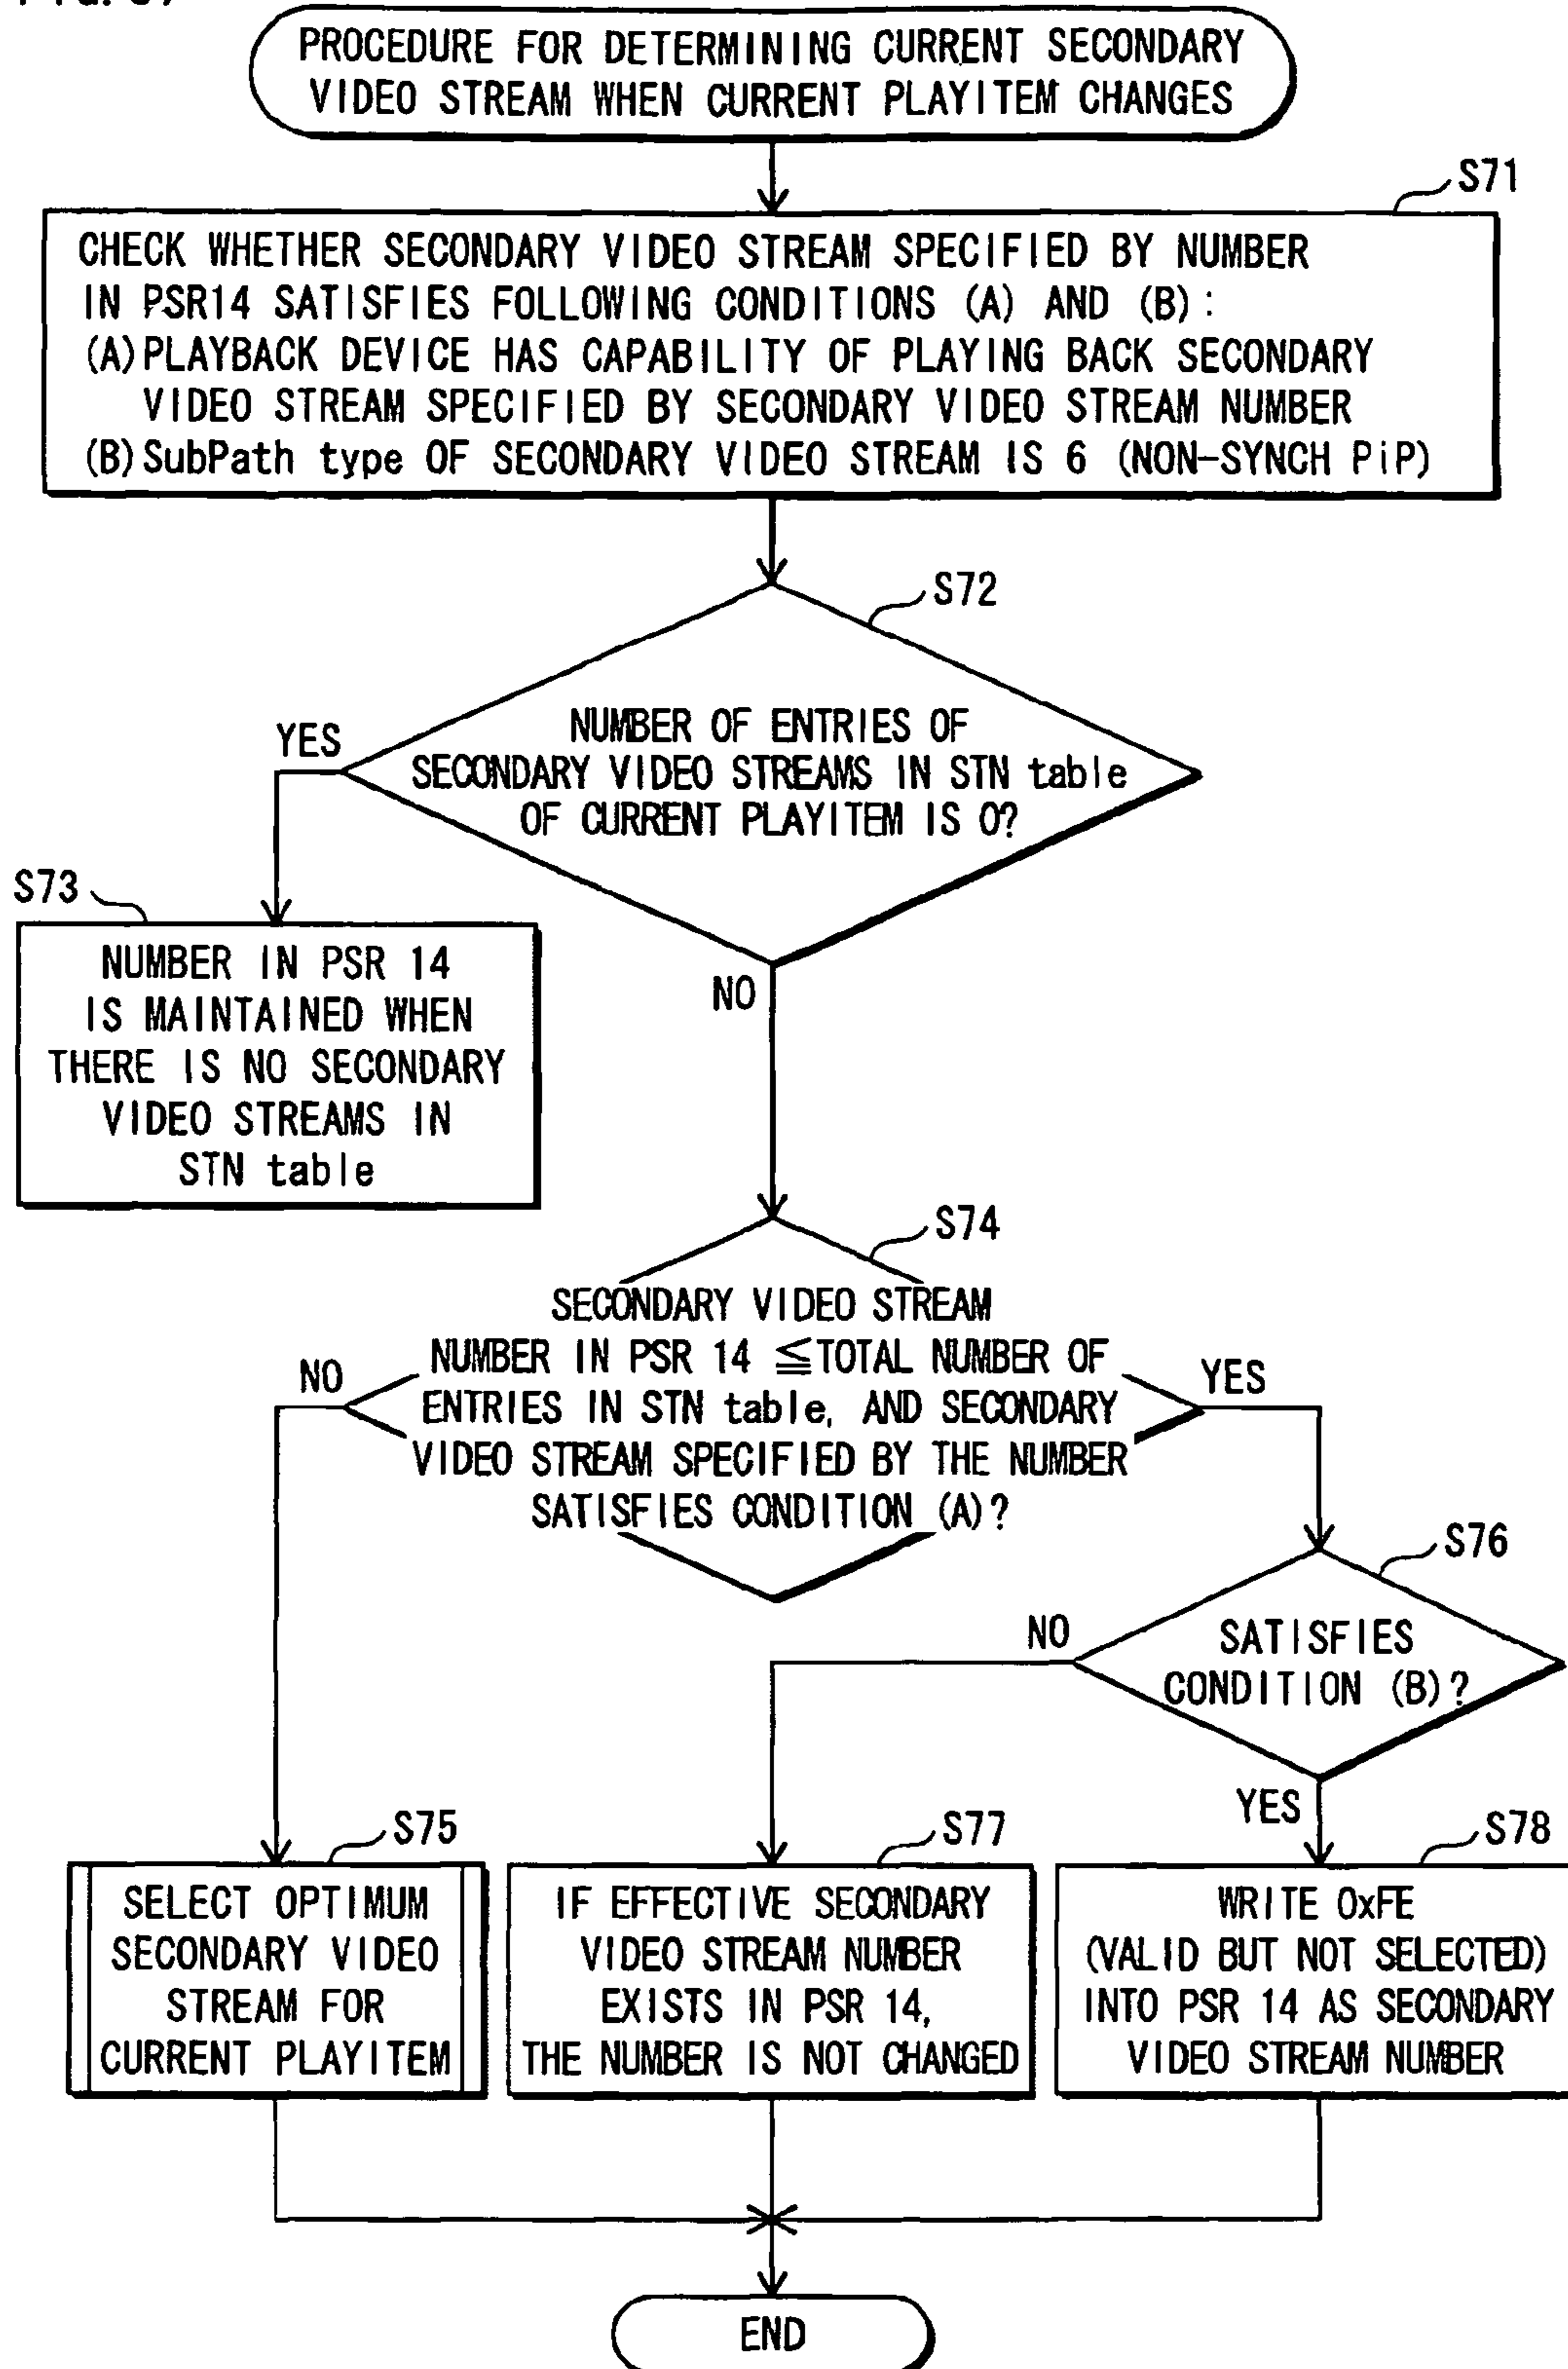 PROCEDURE FOR DETERMINING CURRENT SECONDARY
VIDEO STREAM WHEN CURRENT PLAYITEM CHANGES
S71
CHECK WHETHER SECONDARY VIDEO STREAM SPECIFIED BY NUMBER
IN PSR14 SATISFIES FOLLOWING CONDITIONS (A) AND (B):
(A) PLAYBACK DEVICE HAS CAPABILITY OF PLAYING BACK SECONDARY
VIDEO STREAM SPECIFIED BY SECONDARY VIDEO STREAM NUMBER
(B) SubPath type OF SECONDARY VIDEO STREAM IS 6 (NON-SYNCH PiP)
S72
NUMBER OF ENTRIES OF
SECONDARY VIDEO STREAMS IN STN table
OF CURRENT PLAYITEM IS 0?
YES
NO
S73
NUMBER IN PSR 14
IS MAINTAINED WHEN
THERE IS NO SECONDARY
VIDEO STREAMS IN
STN table
S74
SECONDARY VIDEO STREAM
NUMBER IN PSR 14 ≦TOTAL NUMBER OF
ENTRIES IN STN table, AND SECONDARY
VIDEO STREAM SPECIFIED BY THE NUMBER
SATISFIES CONDITION (A)?
NO
YES
S76
SATISFIES
CONDITION (B)?
NO
YES
S75
SELECT OPTIMUM
SECONDARY VIDEO
STREAM FOR
CURRENT PLAYITEM
S77
IF EFFECTIVE SECONDARY
VIDEO STREAM NUMBER
EXISTS IN PSR 14,
THE NUMBER IS NOT CHANGED
S78
WRITE 0xFE
(VALID BUT NOT SELECTED)
INTO PSR 14 AS SECONDARY
VIDEO STREAM NUMBER
END